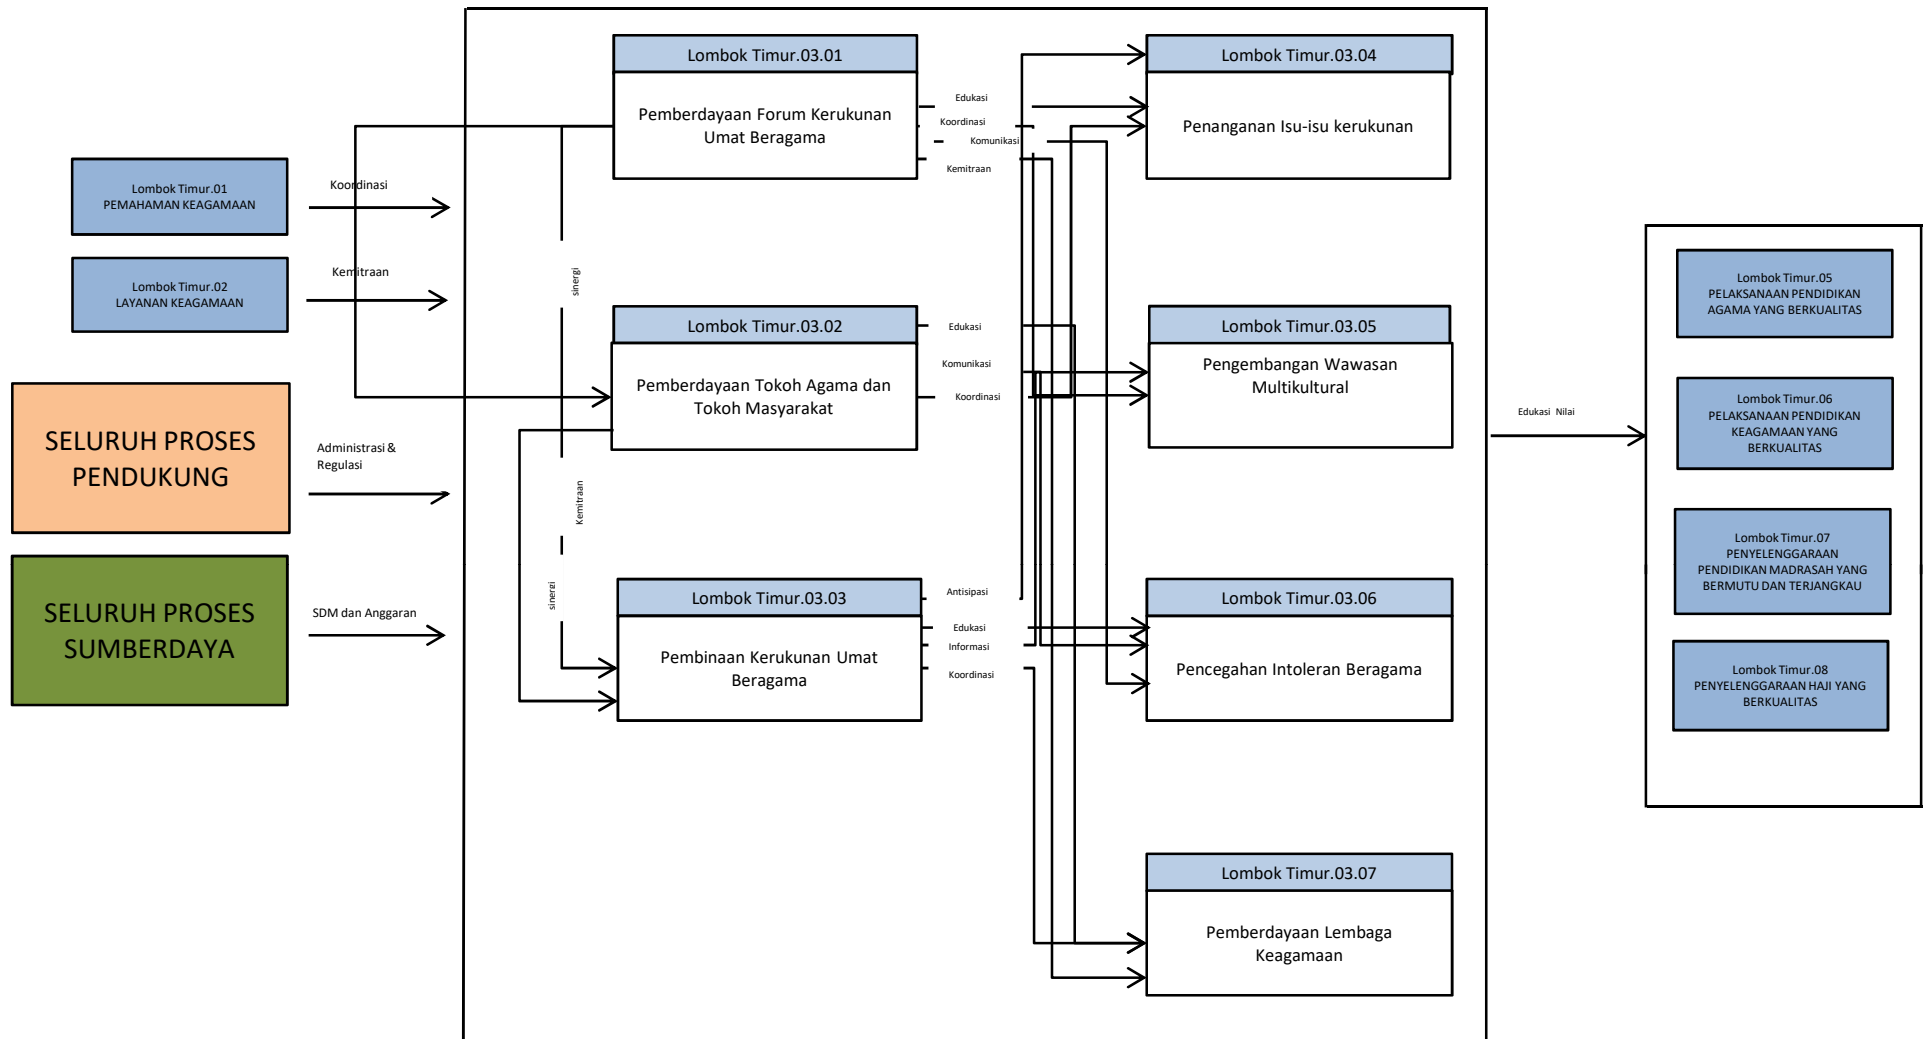 Lombok Timur.01
PEMAHAMAN KEAGAMAAN
Lombok Timur.02
LAYANAN KEAGAMAAN
SELURUH PROSES
PENDUKUNG
SELURUH PROSES
SUMBERDAYA
Koordinasi
Kemitraan
Administrasi &
Regulasi
SDM dan Anggaran
Lombok Timur.03.01
Pemberdayaan Forum Kerukunan
Umat Beragama
sinergi
Kemitraan
sinergi
Lombok Timur.03.02
Pemberdayaan Tokoh Agama dan
Tokoh Masyarakat
Lombok Timur.03.03
Pembinaan Kerukunan Umat
Beragama
Edukasi
Koordinasi
Komunikasi
Kemitraan
Edukasi
Komunikasi
Koordinasi
Antisipasi
Edukasi
Informasi
Koordinasi
Lombok Timur.03.04
Penanganan Isu-isu kerukunan
Lombok Timur.03.05
Pengembangan Wawasan
Multikultural
Lombok Timur.03.06
Pencegahan Intoleran Beragama
Lombok Timur.03.07
Pemberdayaan Lembaga
Keagamaan
Edukasi Nilai
Lombok Timur.05
PELAKSANAAN PENDIDIKAN
AGAMA YANG BERKUALITAS
Lombok Timur.06
PELAKSANAAN PENDIDIKAN
KEAGAMAAN YANG
BERKUALITAS
Lombok Timur.07
PENYELENGGARAAN
PENDIDIKAN MADRASAH YANG
BERMUTU DAN TERJANGKAU
Lombok Timur.08
PENYELENGGARAAN HAJI YANG
BERKUALITAS